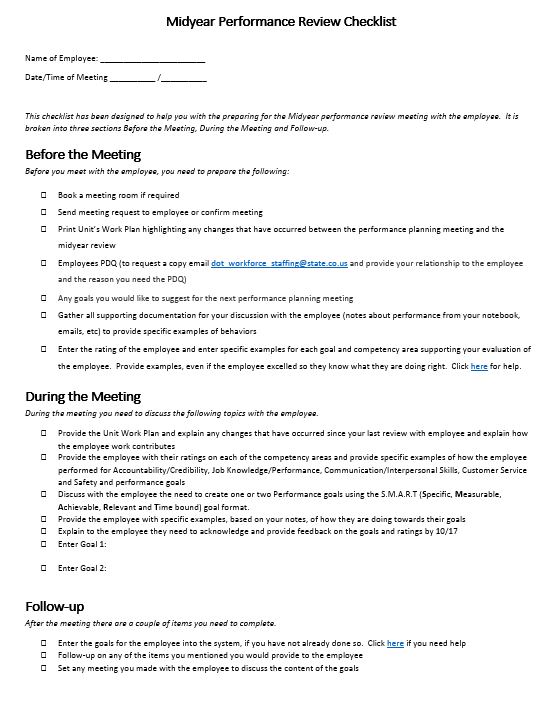 Midyear Performance Review Checklist
Name of Employee: _______________________
Date/Time of Meeting __________ /__________
This checklist has been designed to help you with the preparing for the Midyear performance review meeting with the employee. It is
broken into three sections Before the Meeting, During the Meeting and Follow-up.
Before the Meeting
Before you meet with the employee, you need to prepare the following:
☐ Book a meeting room if required
☐ Send meeting request to employee or confirm meeting
☐ Print Unit's Work Plan highlighting any changes that have occurred between the performance planning meeting and the
midyear review
☐ Employees PDQ (to request a copy email dot_workforce_staffing@state.co.us and provide your relationship to the employee
and the reason you need the PDQ)
☐ Any goals you would like to suggest for the next performance planning meeting
☐ Gather all supporting documentation for your discussion with the employee (notes about performance from your notebook,
emails, etc) to provide specific examples of behaviors
☐ Enter the rating of the employee and enter specific examples for each goal and competency area supporting your evaluation of
the employee. Provide examples, even if the employee excelled so they know what they are doing right. Click here for help.
During the Meeting
During the meeting you need to discuss the following topics with the employee.
☐ Provide the Unit Work Plan and explain any changes that have occurred since your last review with employee and explain how
the employee work contributes
☐ Provide the employee with their ratings on each of the competency areas and provide specific examples of how the employee
performed for Accountability/Credibility, Job Knowledge/Performance, Communication/Interpersonal Skills, Customer Service
and Safety and performance goals
☐ Discuss with the employee the need to create one or two Performance goals using the S.M.A.R.T (Specific, Measurable,
Achievable, Relevant and Time bound) goal format.
☐ Provide the employee with specific examples, based on your notes, of how they are doing towards their goals
☐ Explain to the employee they need to acknowledge and provide feedback on the goals and ratings by 10/17
☐ Enter Goal 1:
☐ Enter Goal 2:
Follow-up
After the meeting there are a couple of items you need to complete.
☐ Enter the goals for the employee into the system, if you have not already done so. Click here if you need help
☐ Follow-up on any of the items you mentioned you would provide to the employee
☐ Set any meeting you made with the employee to discuss the content of the goals